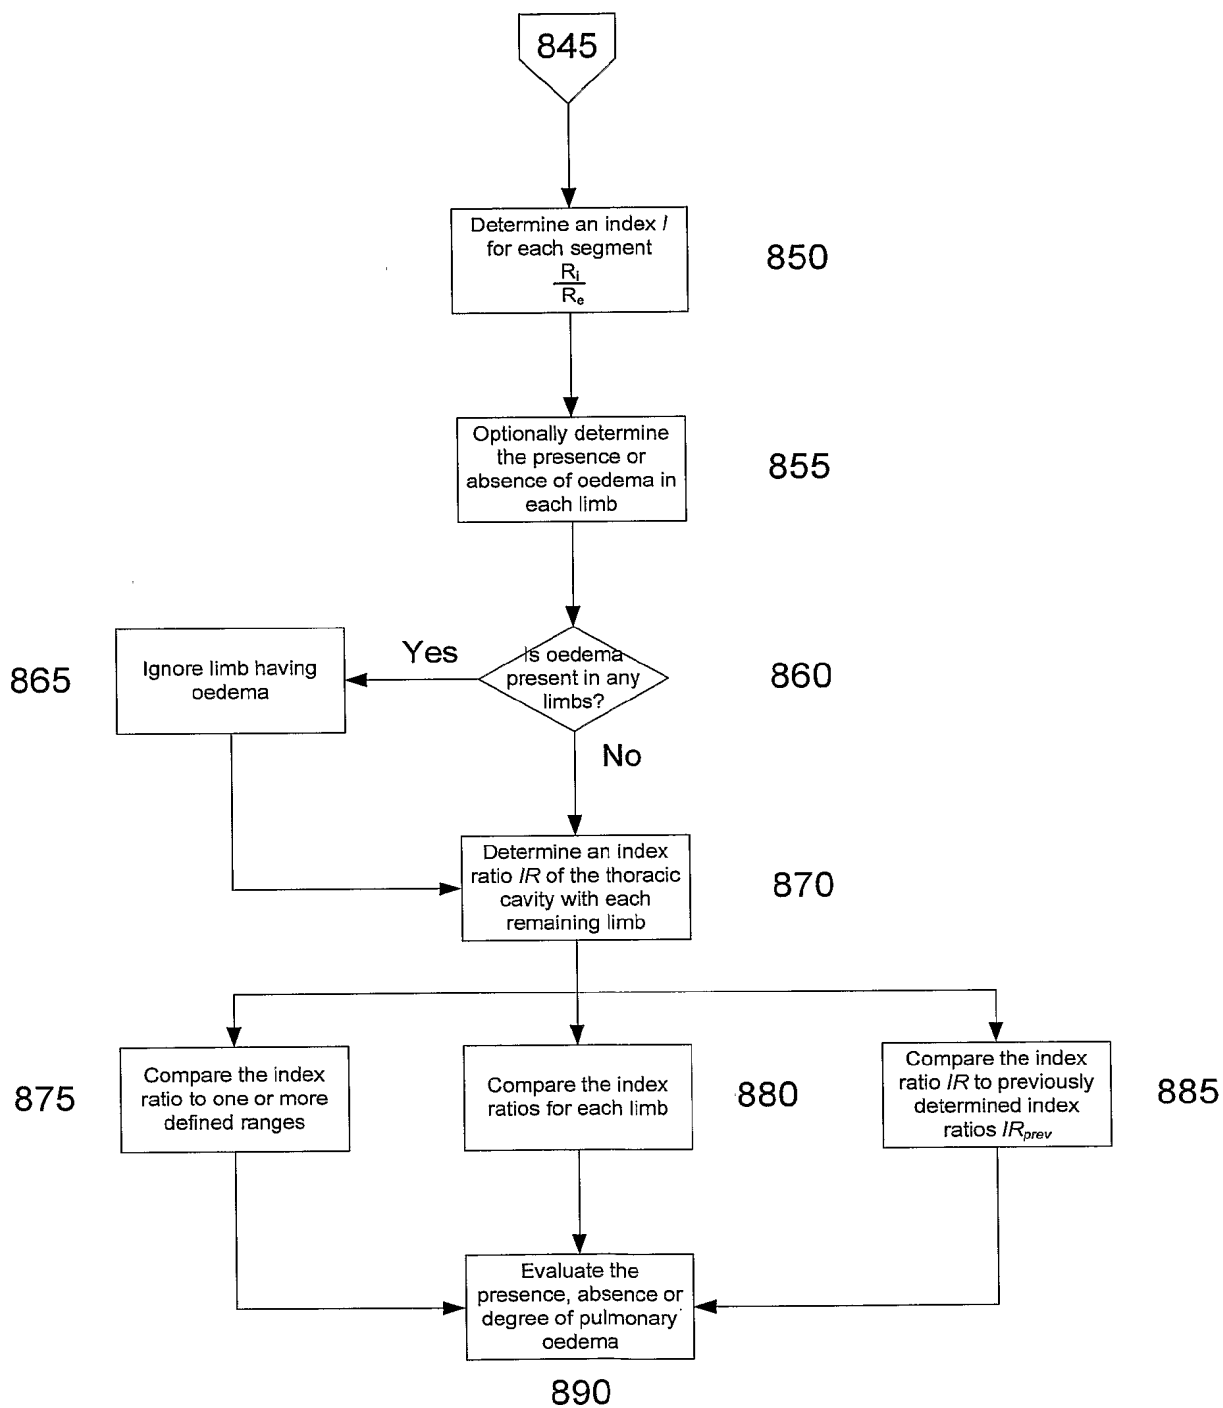 845
Determine an index I
for each segment
Ri
Re
850
Optionally determine
the presence or
absence of oedema in
each limb
855
Is oedema
present in any
limbs?
860
Yes
No
Ignore limb having
oedema
865
Determine an index
ratio IR of the thoracic
cavity with each
remaining limb
870
875
Compare the index
ratio to one or more
defined ranges
Compare the index
ratios for each limb
880
Compare the index
ratio IR to previously
determined index
ratios IRprev
885
Evaluate the
presence, absence or
degree of pulmonary
oedema
890